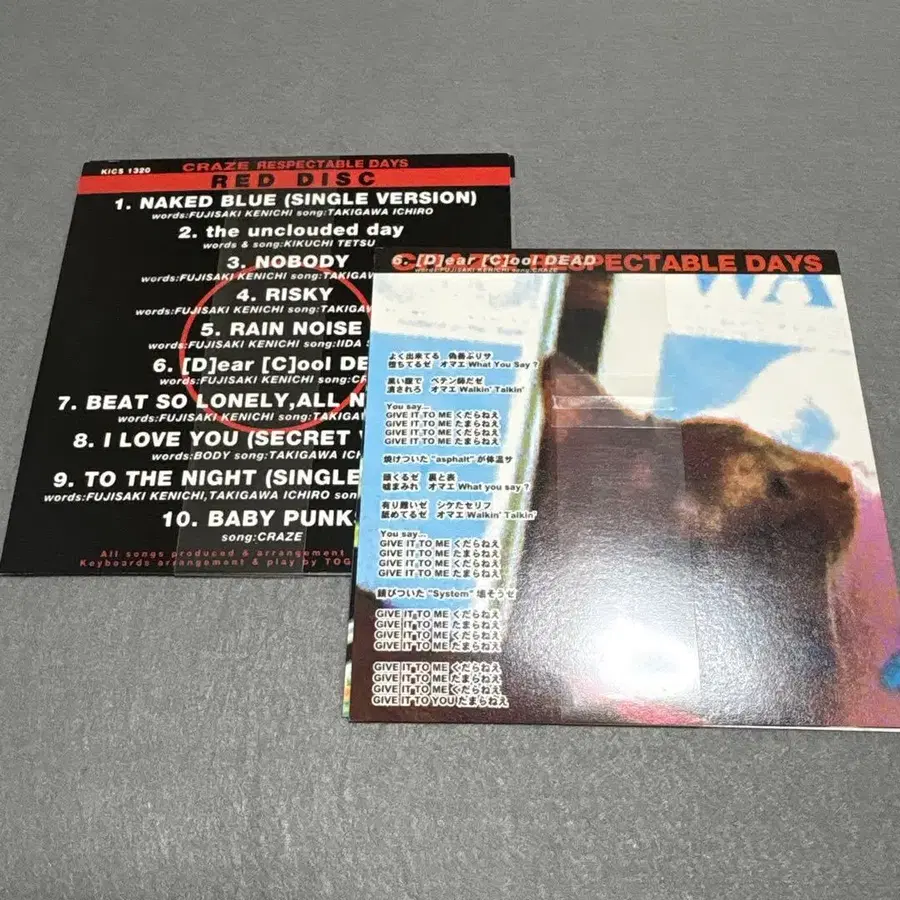 KICS 1320
CRAZE RESPECTABLE DAYS
RED DISC
1. NAKED BLUE (SINGLE VERSION)
words:FUJISAKI KENICHI song:TAKIGAWA ICHIRO
2. the unclouded day
words & song:KIKUCHI TETSU
3. NOBODY
words:FUJISAKI KENICHI song:TAKIGAWA
4. RISKY
words:FUJISAKI KENICHI song:TAKIGA
5. RAIN NOISE
words:FUJISAKI KENICHI song:IIDA
6. [D]ear [C]ool DE
words:FUJISAKI KENICHI song:CR
7. BEAT SO LONELY,ALL N
words:FUJISAKI KENICHI song:TAKIGAW
8. I LOVE YOU (SECRET
words:BODY song:TAKIGAWA ICH
9. TO THE NIGHT (SINGLE
words:FUJISAKI KENICHI,TAKIGAWA ICHIRO son
10. BABY PUNK
song:CRAZE
All songs produced & arrangement
Keyboards arrangement & play by TOG
6. [D]ear [C]ool DEAD
words:FUJISAKI KENICHI song:CRAZE
RESPECTABLE DAYS
WA
よく出来てる 偽善ぶりサ
堕ちてるゼ オマエ What You Say ?
黒い腹で ペテン師だゼ
潰されろ オマエ Walkin' Talkin'
You say...
GIVE IT TO ME くだらねえ
GIVE IT TO ME たまらねえ
GIVE IT TO ME くだらねえ
GIVE IT TO ME たまらねえ
焼けついた "asphalt" が体温サ
頭くるゼ 裏と表
嘘まみれ オマエ What you say ?
有り難いゼ シケたセリフ
舐めてるゼ オマエ Walkin' Talkin'
You say...
GIVE IT TO ME くだらねえ
GIVE IT TO ME たまらねえ
GIVE IT TO ME くだらねえ
GIVE IT TO ME たまらねえ
錆びついた "System" 壊そうゼ
GIVE IT TO ME くだらねえ
GIVE IT TO ME たまらねえ
GIVE IT TO ME くだらねえ
GIVE IT TO ME たまらねえ
GIVE IT TO ME くだらねえ
GIVE IT TO ME たまらねえ
GIVE IT TO ME くだらねえ
GIVE IT TO YOU たまらねえ